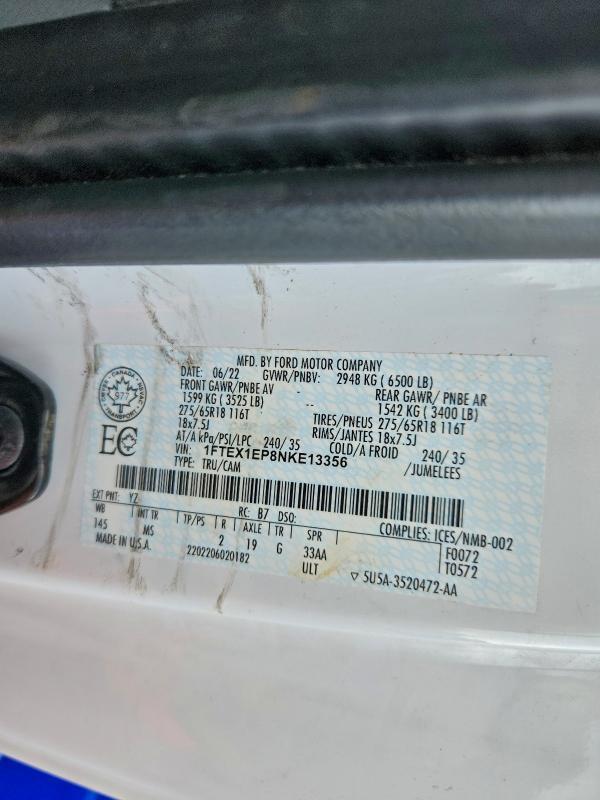 MFD. BY FORD MOTOR COMPANY
DATE: 06/22 GVWR/PNBV: 2948 KG ( 6500 LB)
FRONT GAWR/PNBE AV REAR GAWR/ PNBE AR
1599 KG ( 3525 LB) -- 1542 KG ( 3400 LB)
275/65R18 116T TIRES/PNEUS 275/65R18 116T
18x7.5J RIMS/JANTES 18x7.5J
AT/A kPa/PSI/LPC 240/ 35 COLD/A FROID 240/ 35
VIN: 1FTEX1EP8NKE13356 /JUMELEES
TYPE: TRU/CAM
CANADA
977
TRANSPORT
EC
EXT PNT: YZ RC: B7 DSO: COMPLIES: ICES/NMB-002
WB INT TR TP/PS R AXLE TR SPR F0072
145 MS 2 19 G 33AA T0572
MADE IN U.S.A. 2202206020182 ULT ▽ 5U5A-3520472-AA